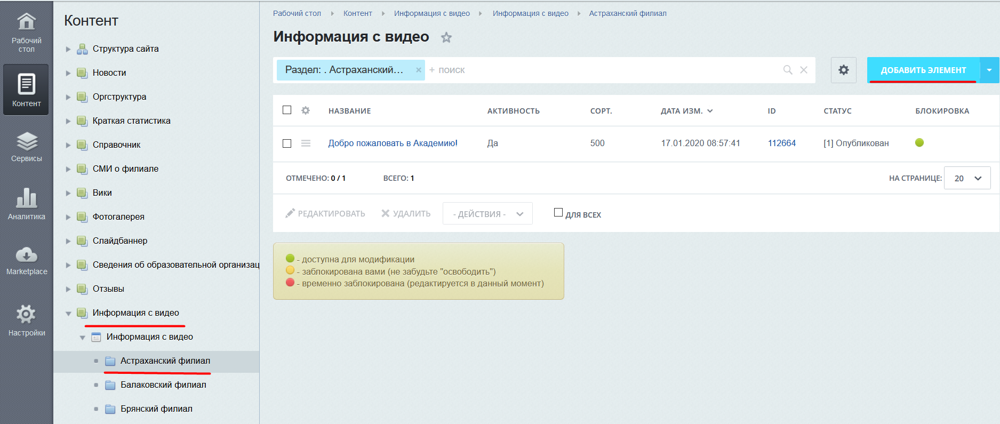 Рабочий
стол
Контент
Сервисы
Аналитика
Marketplace
Настройки
Контент
Структура сайта
Новости
Оргструктура
Краткая статистика
Справочник
СМИ о филиале
Вики
Фотогалерея
Слайдбаннер
Сведения об образовательной организац
Отзывы
Информация с видео
Информация с видео
Астраханский филиал
Балаковский филиал
Брянский филиал
Рабочий стол Контент Информация с видео Информация с видео Астраханский филиал
Информация с видео
Раздел: . Астраханский... × + поиск
ДОБАВИТЬ ЭЛЕМЕНТ
НАЗВАНИЕ АКТИВНОСТЬ СОРТ. ДАТА ИЗМ. ID СТАТУС БЛОКИРОВКА
Добро пожаловать в Академию! Да 500 17.01.2020 08:57:41 112664 [1] Опубликован
ОТМЕЧЕНО: 0 / 1 ВСЕГО: 1 НА СТРАНИЦЕ: 20
РЕДАКТИРОВАТЬ УДАЛИТЬ - ДЕЙСТВИЯ - ДЛЯ ВСЕХ
- доступна для модификации
- заблокирована вами (не забудьте "освободить")
- временно заблокирована (редактируется в данный момент)